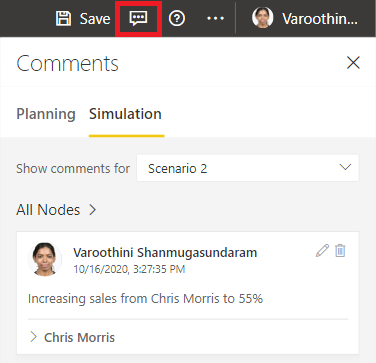 Save ? ... Varoothin...
Comments
Planning Simulation
Show comments for Scenario 2
All Nodes
Varoothini Shanmugasundaram
10/16/2020, 3:27:35 PM
Increasing sales from Chris Morris to 55%
Chris Morris